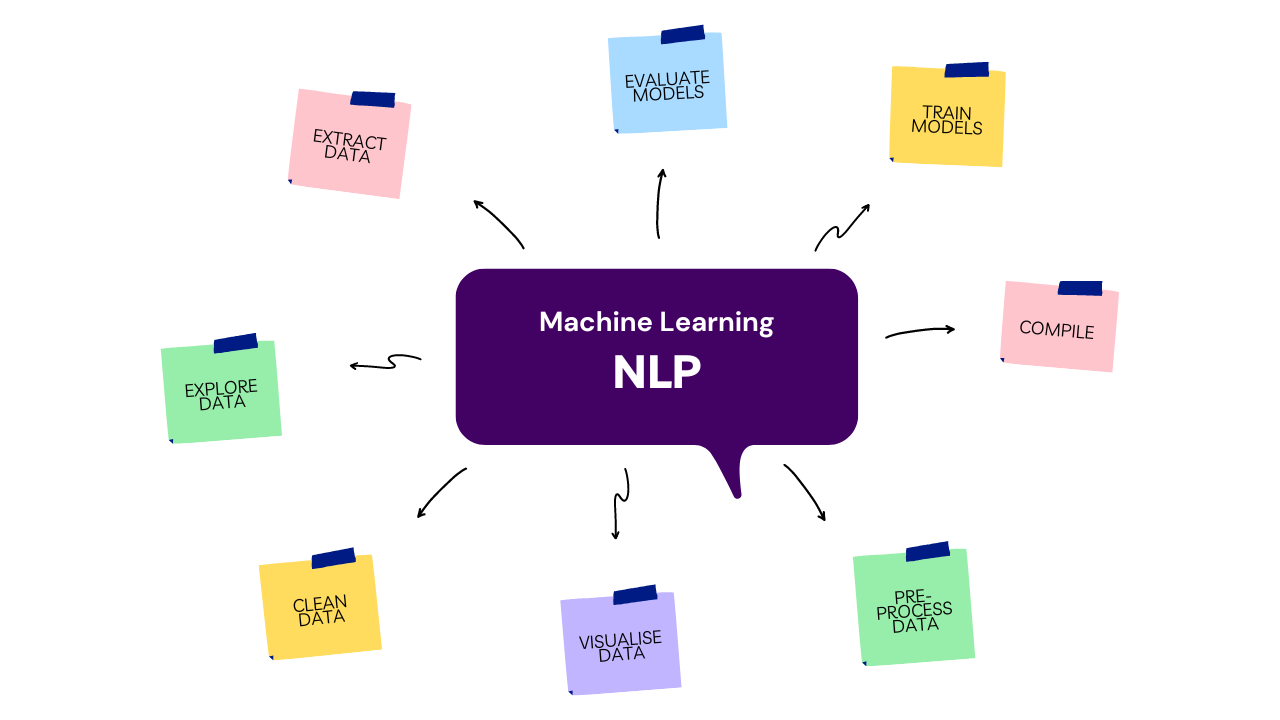 EVALUATE
MODELS
TRAIN
MODELS
EXTRACT
DATA
Machine Learning
NLP
COMPILE
EXPLORE
DATA
CLEAN
DATA
VISUALISE
DATA
PRE-
PROCESS
DATA